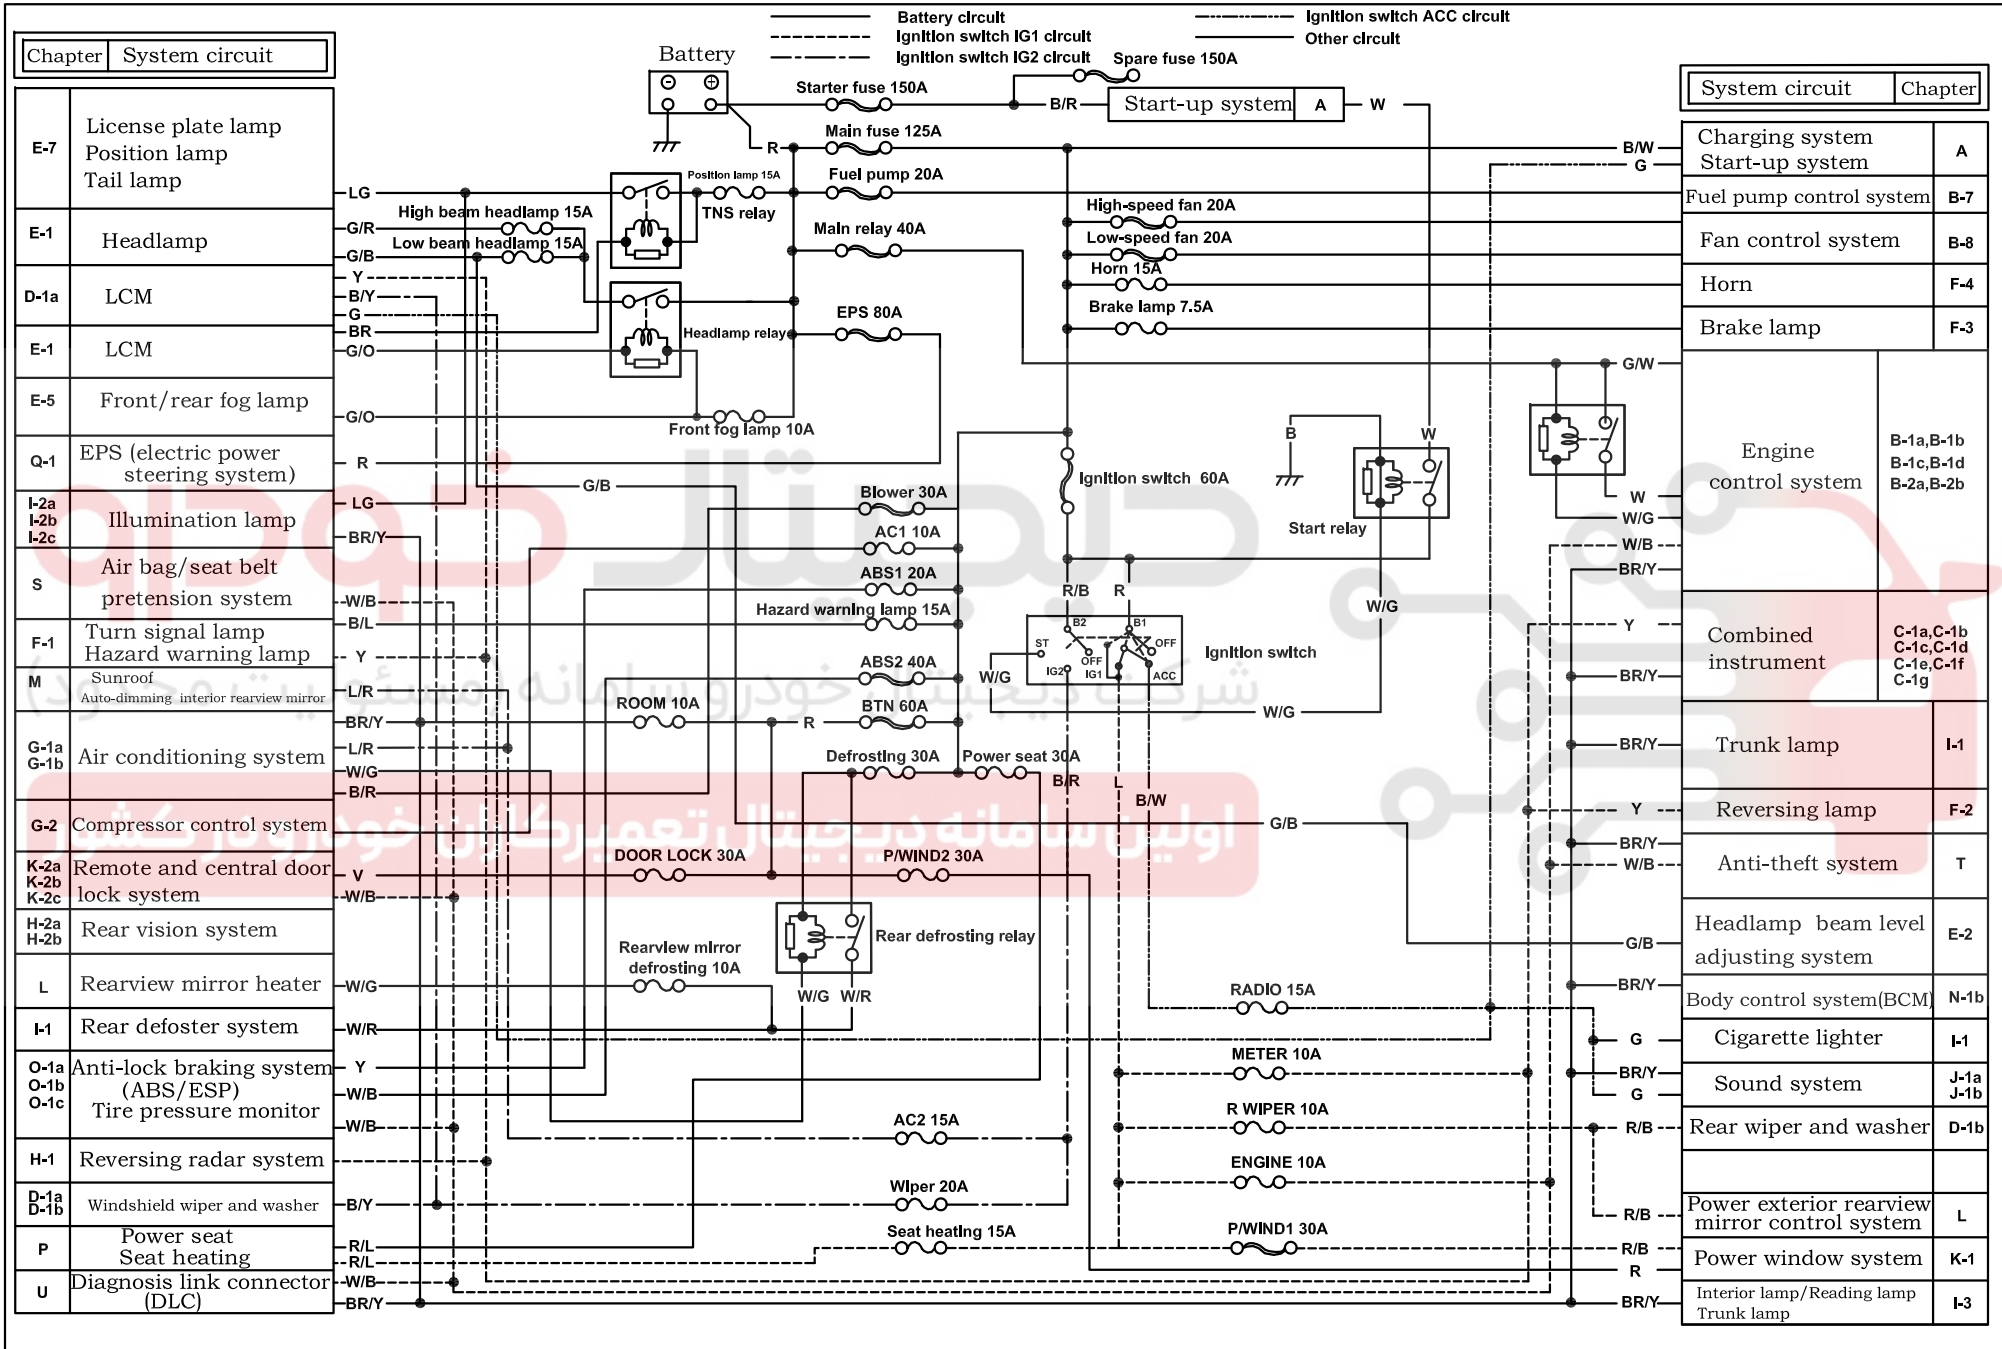 Battery circuit
Ignition switch IG1 circuit
Ignition switch IG2 circuit
Ignition switch ACC circuit
Other circuit
Chapter System circuit
E-7 License plate lamp
Position lamp
Tail lamp
E-1 Headlamp
D-1a LCM
E-1 LCM
E-5 Front/rear fog lamp
Q-1 EPS (electric power
steering system)
I-2a
I-2b
I-2c
Illumination lamp
S Air bag/seat belt
pretension system
F-1 Turn signal lamp
Hazard warning lamp
M Sunroof
Auto-dimming interior rearview mirror
G-1a
G-1b
Air conditioning system
G-2 Compressor control system
K-2a
K-2b
K-2c
Remote and central door
lock system
H-2a
H-2b
Rear vision system
L Rearview mirror heater
I-1 Rear defoster system
O-1a
O-1b
O-1c
Anti-lock braking system
(ABS/ESP)
Tire pressure monitor
H-1 Reversing radar system
D-1a
D-1b
Windshield wiper and washer
P Power seat
Seat heating
U Diagnosis link connector
(DLC)
LG
G/R
G/B
Y
B/Y
G
BR
G/O
G/O
R
LG
BR/Y
W/B
B/L
Y
L/R
BR/Y
L/R
W/G
B/R
V
W/B
W/G
W/R
Y
W/B
W/B
B/Y
R/L
R/L
W/B
BR/Y
Battery
Starter fuse 150A
Spare fuse 150A
B/R Start-up system A W
R
Main fuse 125A
Position lamp 15A
TNS relay
Fuel pump 20A
High beam headlamp 15A
Low beam headlamp 15A
Main relay 40A
Headlamp relay
EPS 80A
Front fog lamp 10A
High-speed fan 20A
Low-speed fan 20A
Horn 15A
Brake lamp 7.5A
G/B
Blower 30A
AC1 10A
ABS1 20A
Hazard warning lamp 15A
ABS2 40A
ROOM 10A
R
BTN 60A
Defrosting 30A
Power seat 30A
Ignition switch 60A
B
W
Start relay
W/G
R/B R
B2 B1
ST
OFF
OFF
IG2
IG1
ACC
Ignition switch
W/G
W/G
B/R
L
B/W
G/B
DOOR LOCK 30A
P/WIND2 30A
Rear defrosting relay
Rearview mirror
defrosting 10A
W/G W/R
RADIO 15A
METER 10A
R WIPER 10A
AC2 15A
ENGINE 10A
Wiper 20A
Seat heating 15A
P/WIND1 30A
B/W
G
G/W
W
W/G
W/B
BR/Y
Y
BR/Y
BR/Y
Y
BR/Y
W/B
G/B
BR/Y
G
BR/Y
G
R/B
R/B
R/B
R
BR/Y
System circuit Chapter
Charging system
Start-up system
A
Fuel pump control system B-7
Fan control system B-8
Horn F-4
Brake lamp F-3
Engine
control system
B-1a,B-1b
B-1c,B-1d
B-2a,B-2b
Combined
instrument
C-1a,C-1b
C-1c,C-1d
C-1e,C-1f
C-1g
Trunk lamp I-1
Reversing lamp F-2
Anti-theft system T
Headlamp beam level
adjusting system
E-2
Body control system(BCM) N-1b
Cigarette lighter I-1
Sound system J-1a
J-1b
Rear wiper and washer D-1b
Power exterior rearview
mirror control system
L
Power window system K-1
Interior lamp/Reading lamp
Trunk lamp
I-3
دیجیتال خودرو
شرکت دیجیتال خودرو سامانه (مسئولیت محدود)
اولین سامانه دیجیتال تعمیرکاران خودرو در کشور